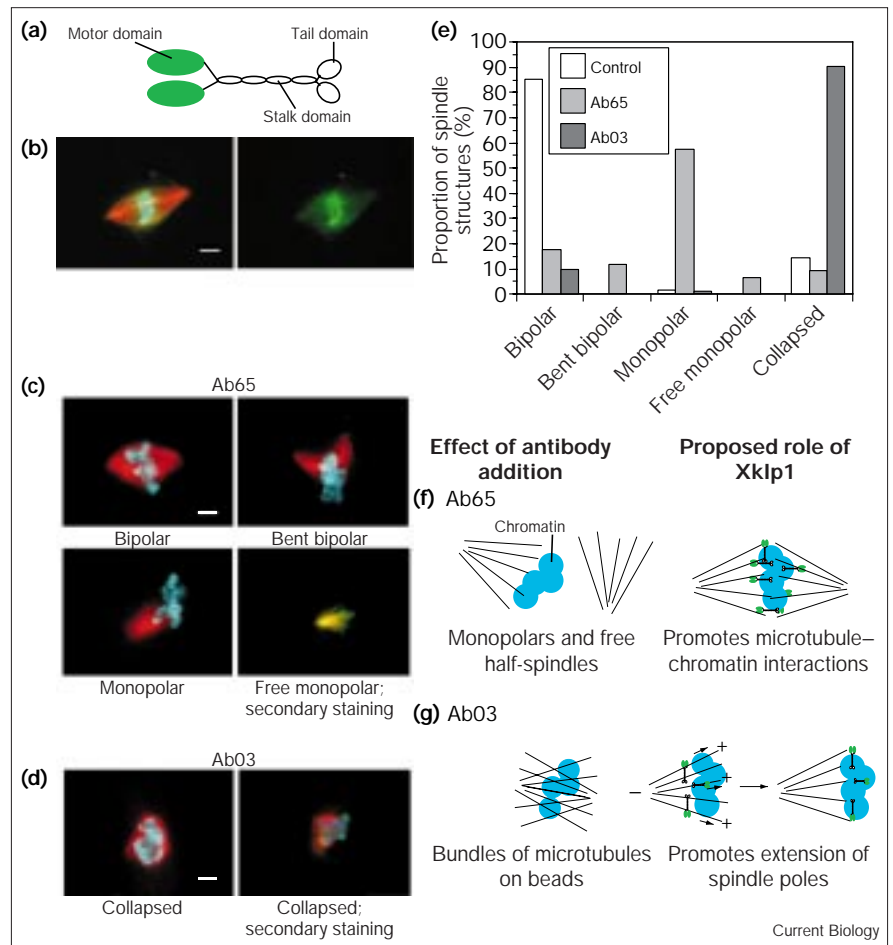 (a)
Motor domain
Tail domain
Stalk domain
(b)
(c)
Ab65
Bipolar
Bent bipolar
Monopolar
Free monopolar;
secondary staining
(d)
Ab03
Collapsed
Collapsed;
secondary staining
(e)
Proportion of spindle
structures (%)
100
90
80
70
60
50
40
30
20
10
0
Control
Ab65
Ab03
Bipolar
Bent bipolar
Monopolar
Free monopolar
Collapsed
Effect of antibody
addition
Proposed role of
Xklp1
(f) Ab65
Chromatin
Monopolars and free
half-spindles
Promotes microtubule–
chromatin interactions
(g) Ab03
+
– +
+
Bundles of microtubules
on beads
Promotes extension of
spindle poles
Current Biology